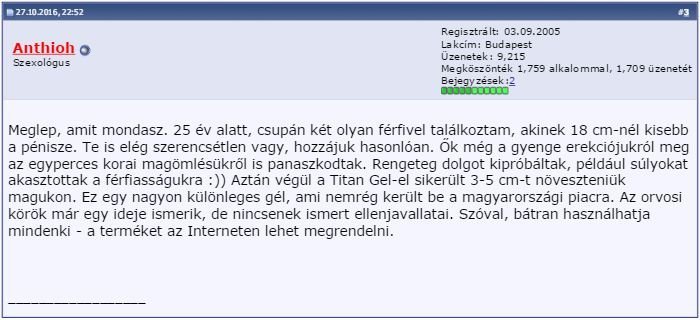 27.10.2016, 22:52 #3
Anthioh
Szexológus
Regisztrált: 03.09.2005
Lakcím: Budapest
Üzenetek: 9,215
Megköszönték 1,759 alkalommal, 1,709 üzenetét
Bejegyzések:2
Meglep, amit mondasz. 25 év alatt, csupán két olyan férfivel találkoztam, akinek 18 cm-nél kisebb
a pénisze. Te is elég szerencsétlen vagy, hozzájuk hasonlóan. Ők még a gyenge erekciójukról meg
az egyperces korai magömlésükről is panaszkodtak. Rengeteg dolgot kipróbáltak, például súlyokat
akasztottak a férfiasságukra :)) Aztán végül a Titan Gel-el sikerült 3-5 cm-t növeszteniük
magukon. Ez egy nagyon különleges gél, ami nemrég került be a magyarországi piacra. Az orvosi
körök már egy ideje ismerik, de nincsenek ismert ellenjavallatai. Szóval, bátran használhatja
mindenki - a terméket az Interneten lehet megrendelni.